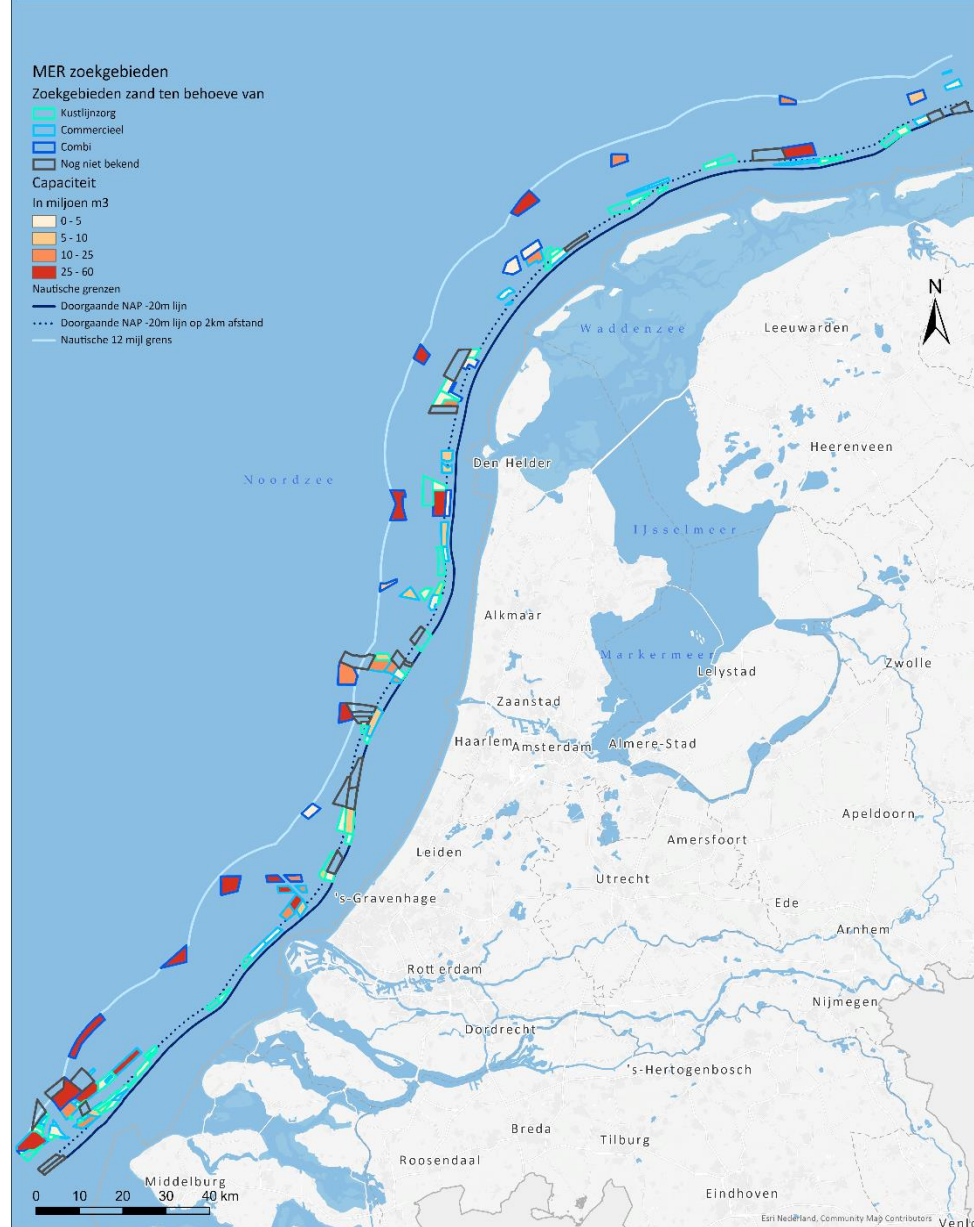 MER zoekgebieden
Zoekgebieden zand ten behoeve van
Kustlijnzorg
Commercieel
Combi
Nog niet bekend
Capaciteit
In miljoen m3
0 - 5
5 - 10
10 - 25
25 - 60
Nautische grenzen
Doorgaande NAP -20m lijn
Doorgaande NAP -20m lijn op 2km afstand
Nautische 12 mijl grens
N
Waddenzee
Leeuwarden
Heerenveen
Den Helder
Noordzee
IJsselmeer
Alkmaar
Markermeer
Lelystad
Zwolle
Zaanstad
Haarlem
Amsterdam
Almere-Stad
Apeldoorn
Amersfoort
Leiden
Utrecht
's-Gravenhage
Ede
Arnhem
Rotterdam
Nijmegen
Dordrecht
's-Hertogenbosch
Breda
Tilburg
Roosendaal
Middelburg
0 10 20 30 40 km
Eindhoven
Esri Nederland, Community Map Contributors
Venl